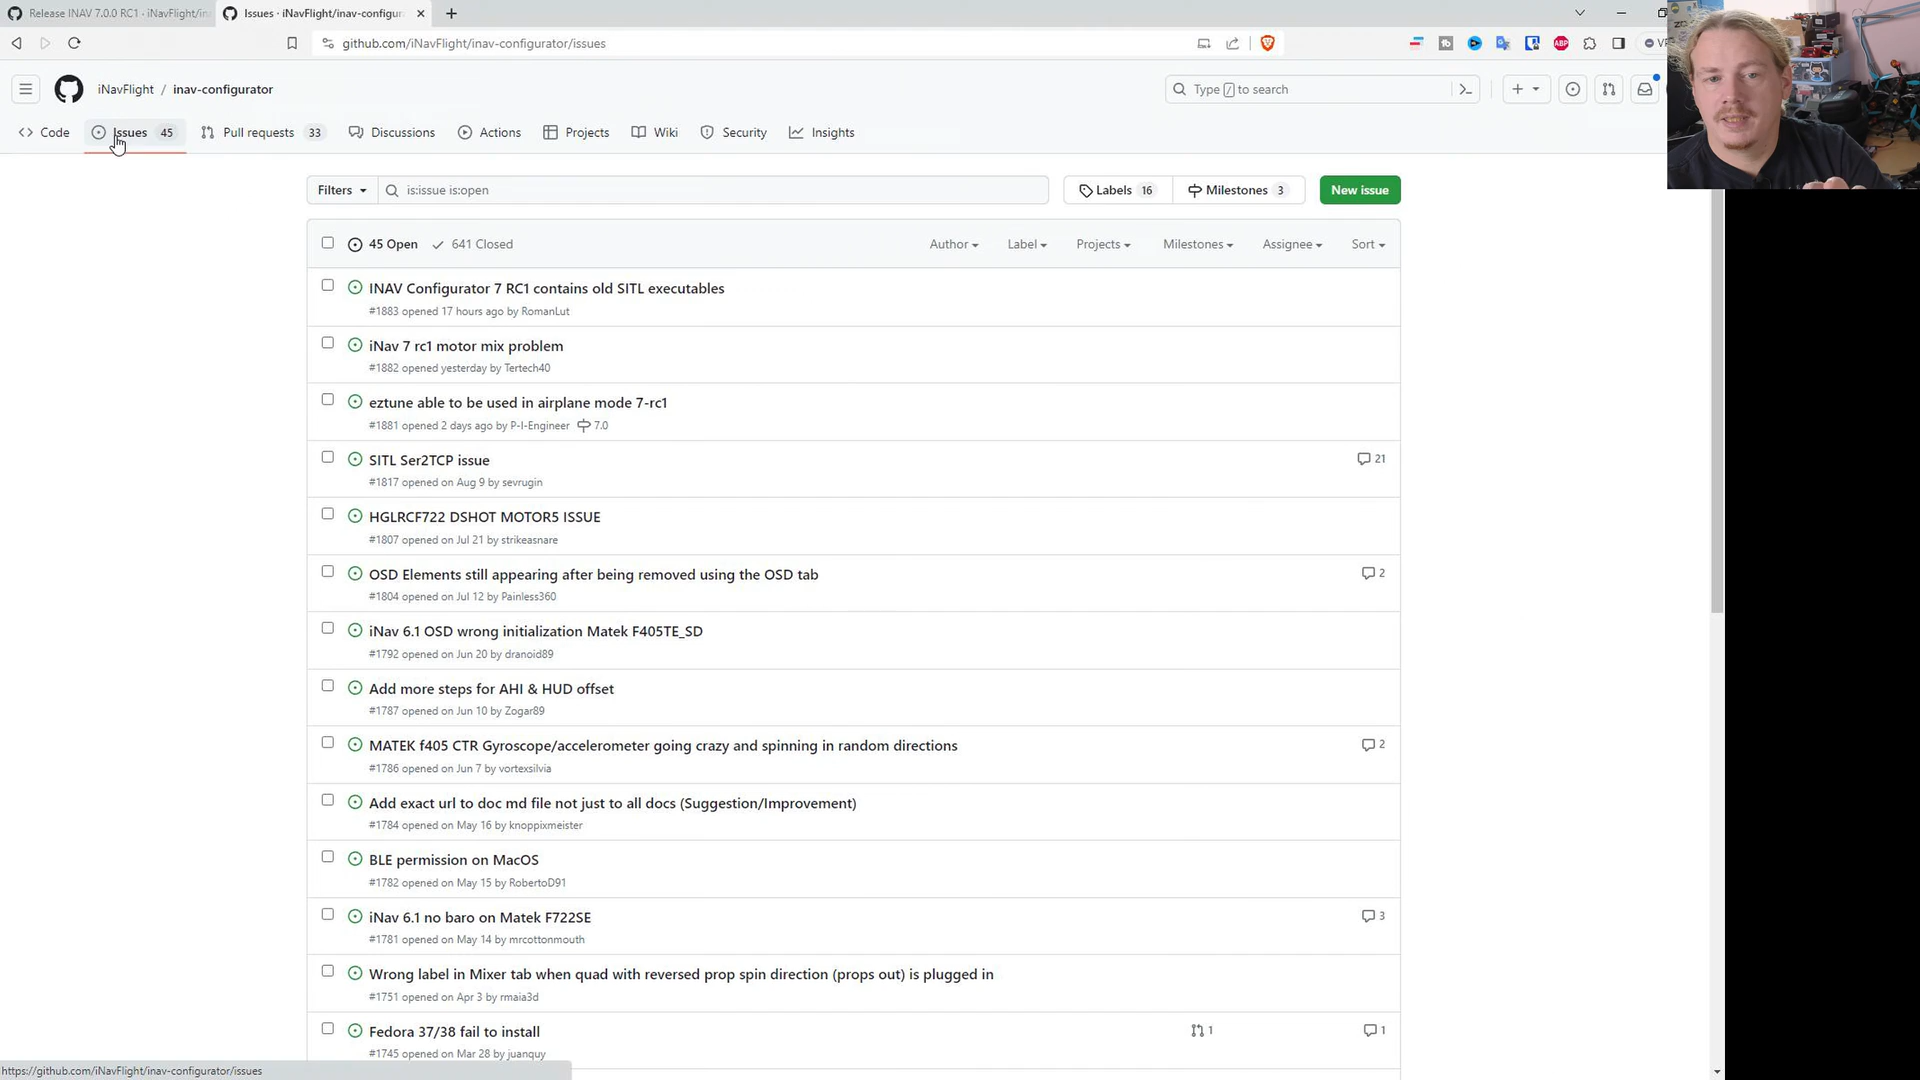 Release INAV 7.0.0 RC1 · iNavFlight/in
Issues · iNavFlight/inav-configur
github.com/iNavFlight/inav-configurator/issues
iNavFlight / inav-configurator
Type / to search
Code
Issues 45
Pull requests 33
Discussions
Actions
Projects
Wiki
Security
Insights
Filters
is:issue is:open
Labels 16
Milestones 3
New issue
45 Open
641 Closed
Author
Label
Projects
Milestones
Assignee
Sort
INAV Configurator 7 RC1 contains old SITL executables
#1883 opened 17 hours ago by RomanLut
iNav 7 rc1 motor mix problem
#1882 opened yesterday by Tertech40
eztune able to be used in airplane mode 7-rc1
#1881 opened 2 days ago by P-I-Engineer 7.0
SITL Ser2TCP issue
21
#1817 opened on Aug 9 by sevrugin
HGLRCF722 DSHOT MOTOR5 ISSUE
#1807 opened on Jul 21 by strikeasnare
OSD Elements still appearing after being removed using the OSD tab
2
#1804 opened on Jul 12 by Painless360
iNav 6.1 OSD wrong initialization Matek F405TE_SD
#1792 opened on Jun 20 by dranoid89
Add more steps for AHI & HUD offset
#1787 opened on Jun 10 by Zogar89
MATEK f405 CTR Gyroscope/accelerometer going crazy and spinning in random directions
2
#1786 opened on Jun 7 by vortexsilvia
Add exact url to doc md file not just to all docs (Suggestion/Improvement)
#1784 opened on May 16 by knoppixmeister
BLE permission on MacOS
#1782 opened on May 15 by RobertoD91
iNav 6.1 no baro on Matek F722SE
3
#1781 opened on May 14 by mrcottonmouth
Wrong label in Mixer tab when quad with reversed prop spin direction (props out) is plugged in
#1751 opened on Apr 3 by rmaia3d
Fedora 37/38 fail to install
1
1
#1745 opened on Mar 28 by juanquy
https://github.com/iNavFlight/inav-configurator/issues